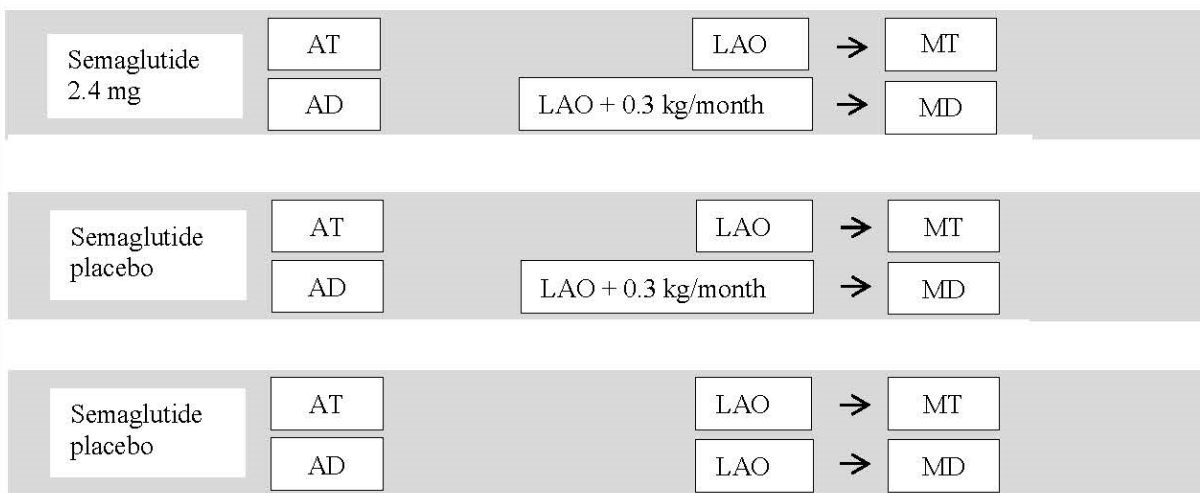 Semaglutide
2.4 mg
AT
LAO → MT
AD
LAO + 0.3 kg/month → MD
Semaglutide
placebo
AT
LAO → MT
AD
LAO + 0.3 kg/month → MD
Semaglutide
placebo
AT
LAO → MT
AD
LAO → MD